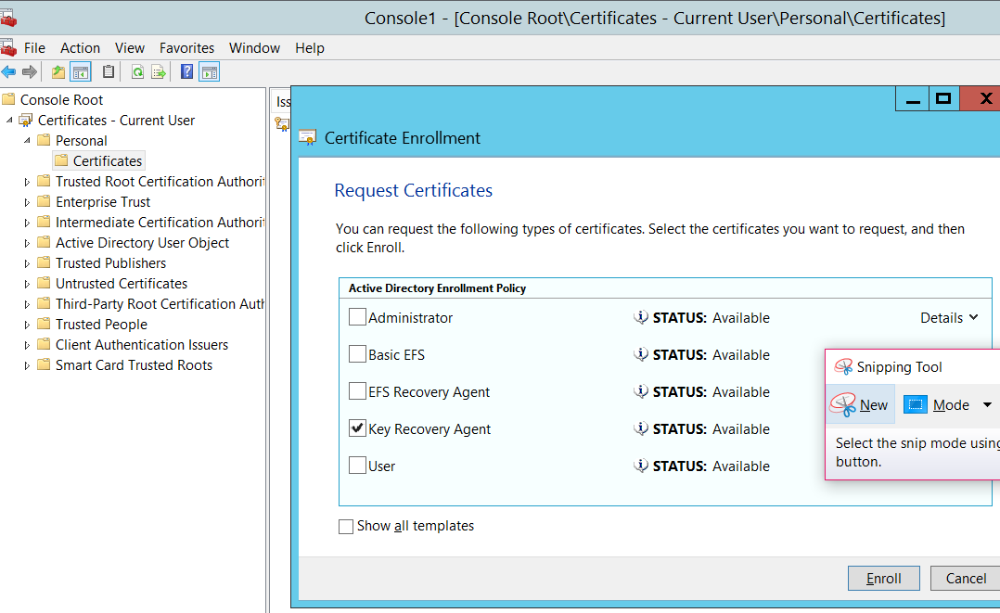 Console1 - [Console Root\Certificates - Current User\Personal\Certificates]
File Action View Favorites Window Help
Console Root
Certificates - Current User
Personal
Certificates
Trusted Root Certification Authori
Enterprise Trust
Intermediate Certification Authori
Active Directory User Object
Trusted Publishers
Untrusted Certificates
Third-Party Root Certification Auth
Trusted People
Client Authentication Issuers
Smart Card Trusted Roots
Iss
Certificate Enrollment
Request Certificates
You can request the following types of certificates. Select the certificates you want to request, and then
click Enroll.
Active Directory Enrollment Policy
Administrator STATUS: Available Details
Basic EFS STATUS: Available
EFS Recovery Agent STATUS: Available
Key Recovery Agent STATUS: Available
User STATUS: Available
Show all templates
Enroll Cancel
Snipping Tool
New Mode
Select the snip mode using
button.